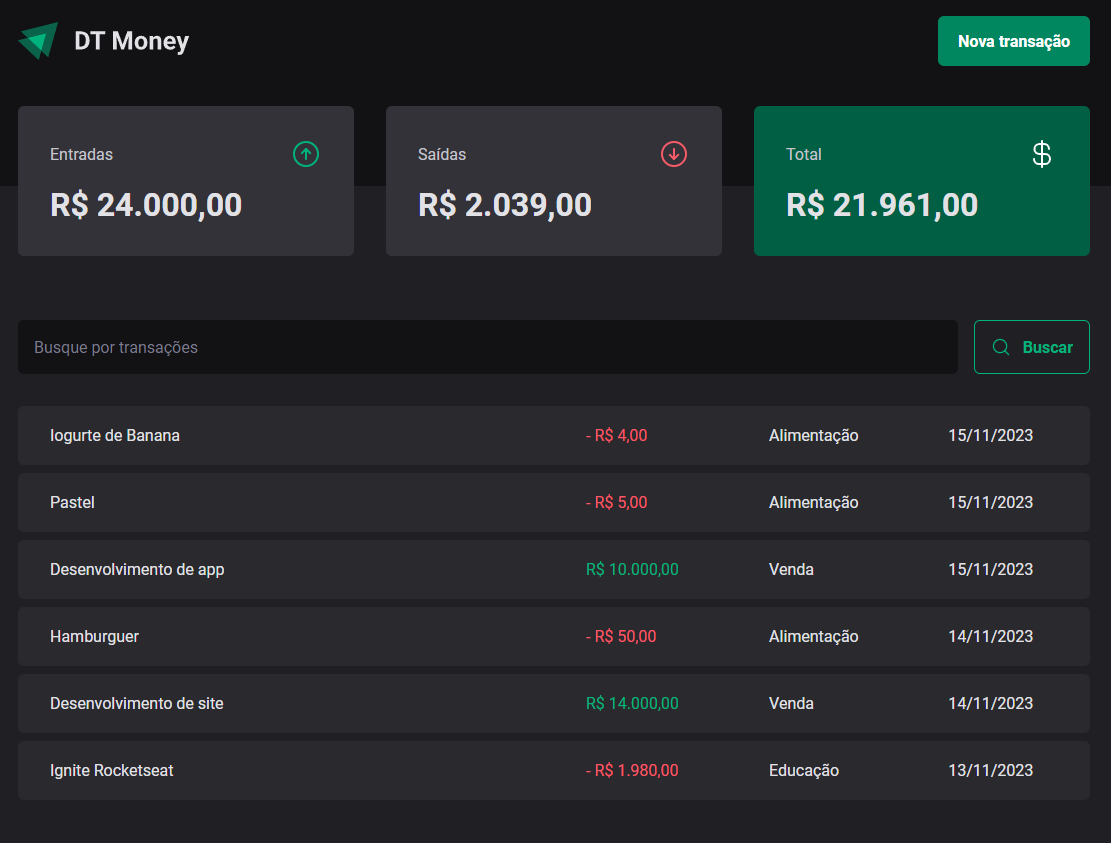 DT Money
Nova transação
Entradas
R$ 24.000,00
Saídas
R$ 2.039,00
Total
$
R$ 21.961,00
Busque por transações
Buscar
Iogurte de Banana - R$ 4,00 Alimentação 15/11/2023
Pastel - R$ 5,00 Alimentação 15/11/2023
Desenvolvimento de app R$ 10.000,00 Venda 15/11/2023
Hamburguer - R$ 50,00 Alimentação 14/11/2023
Desenvolvimento de site R$ 14.000,00 Venda 14/11/2023
Ignite Rocketseat - R$ 1.980,00 Educação 13/11/2023